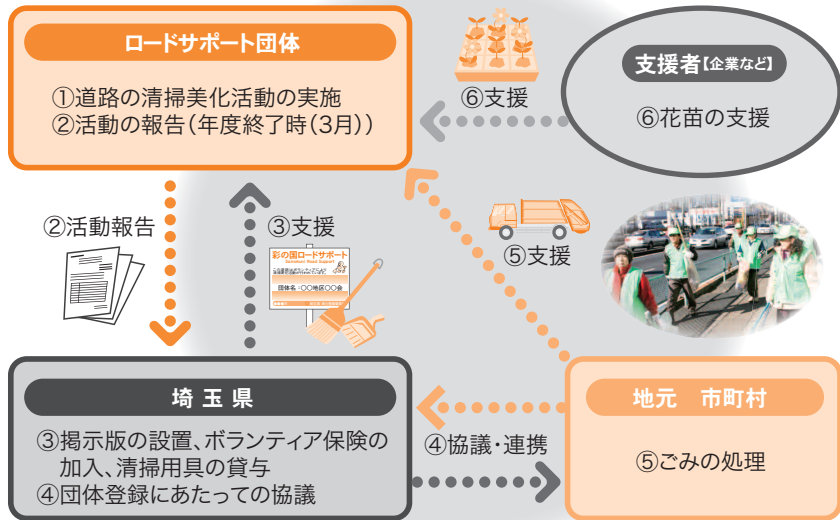 ロードサポート団体
①道路の清掃美化活動の実施
②活動の報告(年度終了時(3月))
⑥支援
支援者【企業など】
⑥花苗の支援
②活動報告
③支援
彩の国ロードサポート
団体名:〇〇地区〇〇会
⑤支援
埼玉県
③掲示版の設置、ボランティア保険の
加入、清掃用具の貸与
④団体登録にあたっての協議
④協議・連携
地元 市町村
⑤ごみの処理